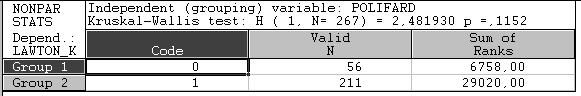 NONPAR Independent (grouping) variable: POLIFARD
STATS Kruskal-Wallis test: H ( 1, N= 267) = 2,481930 p =,1152
Depend.: Valid Sum of
LAWTON_K Code N Ranks
Group 1 0 56 6758,00
Group 2 1 211 29020,00